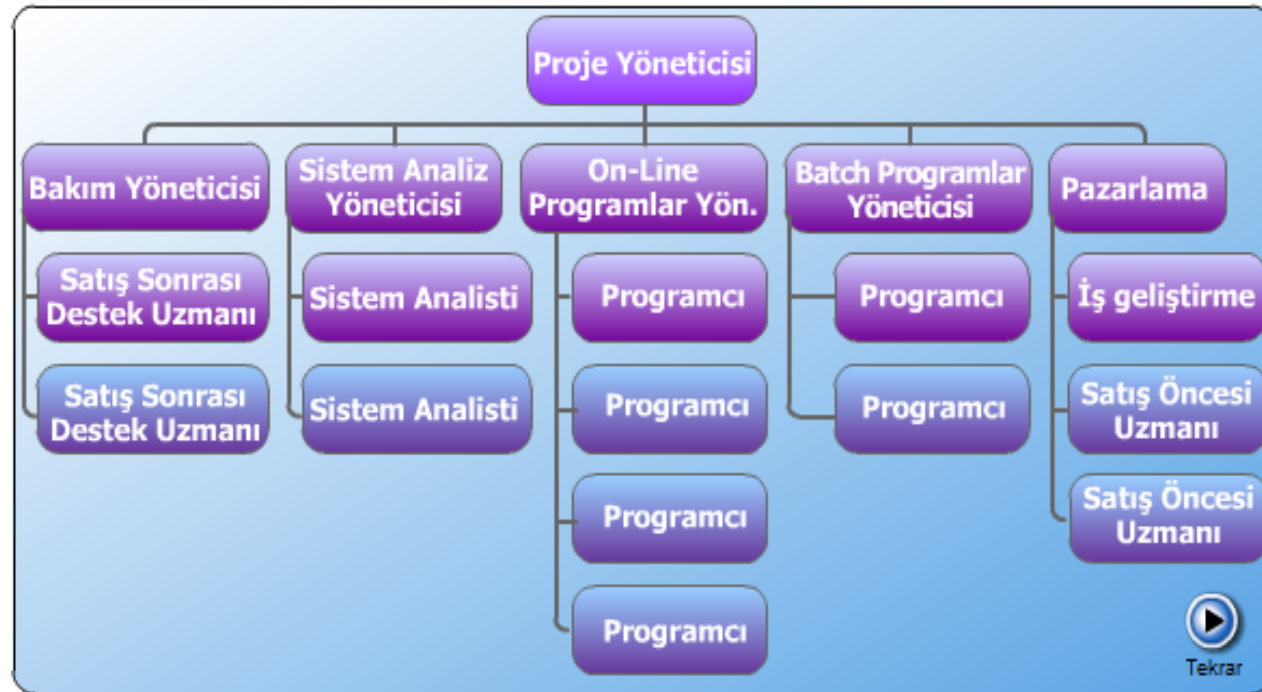 Proje Yöneticisi
Bakım Yöneticisi
Sistem Analiz
Yöneticisi
On-Line
Programlar Yön.
Batch Programlar
Yöneticisi
Pazarlama
Satış Sonrası
Destek Uzmanı
Sistem Analisti
Programcı
Programcı
İş geliştirme
Satış Sonrası
Destek Uzmanı
Sistem Analisti
Programcı
Programcı
Satış Öncesi
Uzmanı
Programcı
Satış Öncesi
Uzmanı
Programcı
Tekrar